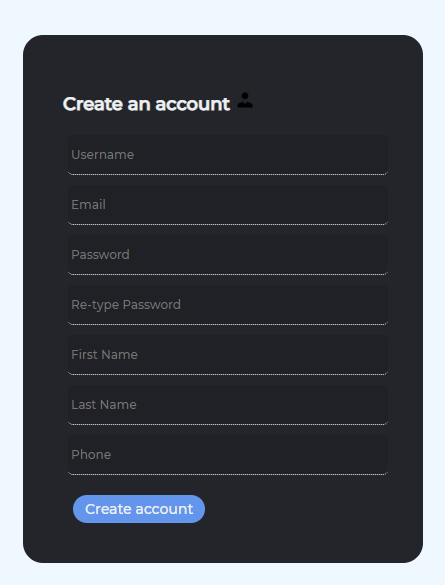 Create an account
Username
Email
Password
Re-type Password
First Name
Last Name
Phone
Create account